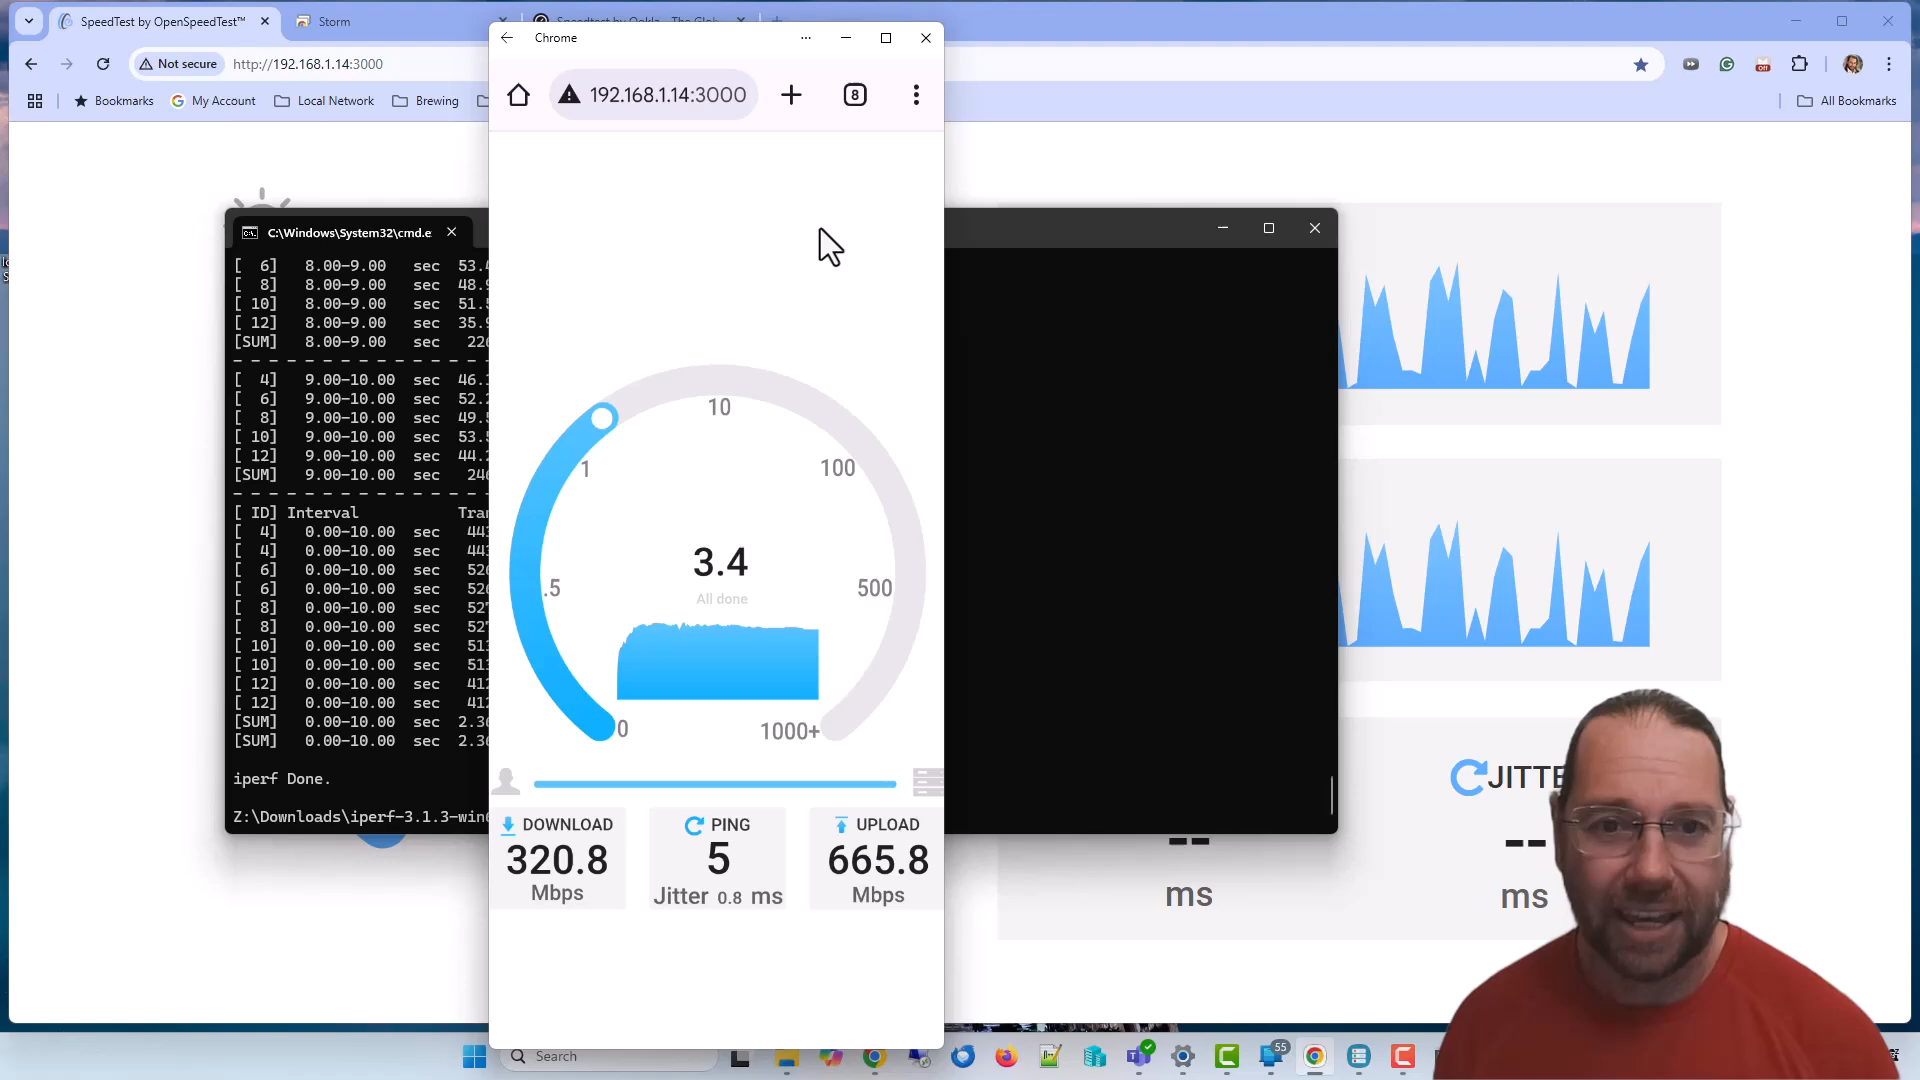 SpeedTest by OpenSpeedTest™
Storm
Not secure
http://192.168.1.14:3000
Bookmarks
My Account
Local Network
Brewing
All Bookmarks
Chrome
192.168.1.14:3000
8
C:\Windows\System32\cmd.e
[ 6] 8.00-9.00 sec
[ 8] 8.00-9.00 sec
[ 10] 8.00-9.00 sec
[ 12] 8.00-9.00 sec
[SUM] 8.00-9.00 sec
- - - - - - - - - - - - - -
[ 4] 9.00-10.00 sec
[ 6] 9.00-10.00 sec
[ 8] 9.00-10.00 sec
[ 10] 9.00-10.00 sec
[ 12] 9.00-10.00 sec
[SUM] 9.00-10.00 sec
- - - - - - - - - - - - - -
[ ID] Interval
[ 4] 0.00-10.00 sec
[ 4] 0.00-10.00 sec
[ 6] 0.00-10.00 sec
[ 6] 0.00-10.00 sec
[ 8] 0.00-10.00 sec
[ 8] 0.00-10.00 sec
[ 10] 0.00-10.00 sec
[ 10] 0.00-10.00 sec
[ 12] 0.00-10.00 sec
[ 12] 0.00-10.00 sec
[SUM] 0.00-10.00 sec
[SUM] 0.00-10.00 sec
iperf Done.
Z:\Downloads\iperf-3.1.3-win
10
1
100
3.4
All done
.5
500
0
1000+
DOWNLOAD
320.8
Mbps
PING
5
Jitter 0.8 ms
UPLOAD
665.8
Mbps
JITTE
--
ms
--
ms
Search
55